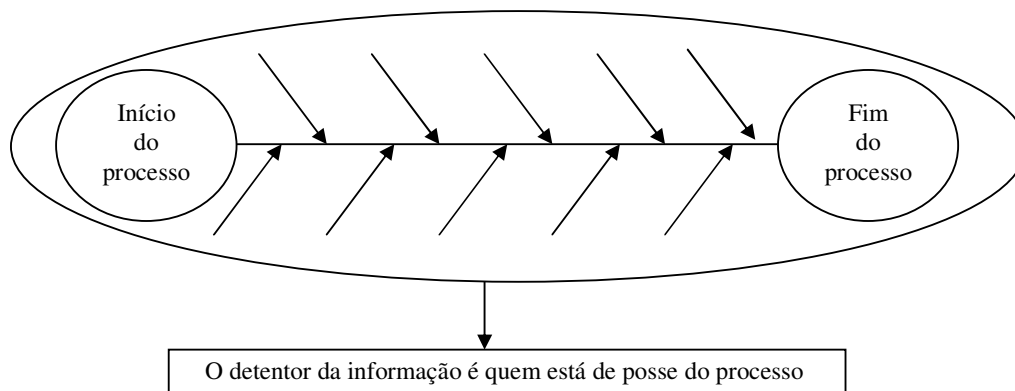 Início
do
processo
Fim
do
processo
O detentor da informação é quem está de posse do processo